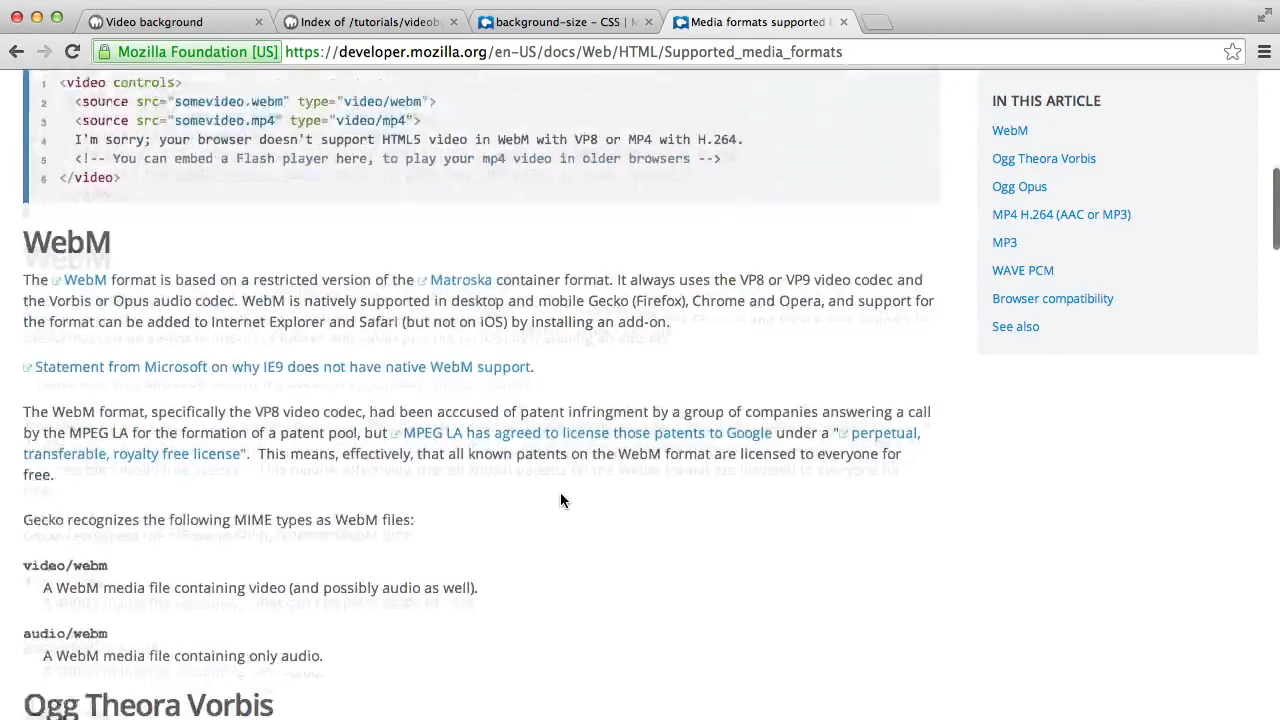 Video background
Index of /tutorials/videob
background-size – CSS | M
Media formats supported
Mozilla Foundation [US] https://developer.mozilla.org/en-US/docs/Web/HTML/Supported_media_formats
1 <video controls>
2 <source src="somevideo.webm" type="video/webm">
3 <source src="somevideo.mp4" type="video/mp4">
4 I'm sorry; your browser doesn't support HTML5 video in WebM with VP8 or MP4 with H.264.
5 <!-- You can embed a Flash player here, to play your mp4 video in older browsers -->
6 </video>
WebM
The WebM format is based on a restricted version of the Matroska container format. It always uses the VP8 or VP9 video codec and
the Vorbis or Opus audio codec. WebM is natively supported in desktop and mobile Gecko (Firefox), Chrome and Opera, and support for
the format can be added to Internet Explorer and Safari (but not on iOS) by installing an add-on.
Statement from Microsoft on why IE9 does not have native WebM support.
The WebM format, specifically the VP8 video codec, had been acccused of patent infringment by a group of companies answering a call
by the MPEG LA for the formation of a patent pool, but MPEG LA has agreed to license those patents to Google under a "perpetual,
transferable, royalty free license". This means, effectively, that all known patents on the WebM format are licensed to everyone for
free.
Gecko recognizes the following MIME types as WebM files:
video/webm
A WebM media file containing video (and possibly audio as well).
audio/webm
A WebM media file containing only audio.
Ogg Theora Vorbis
IN THIS ARTICLE
WebM
Ogg Theora Vorbis
Ogg Opus
MP4 H.264 (AAC or MP3)
MP3
WAVE PCM
Browser compatibility
See also